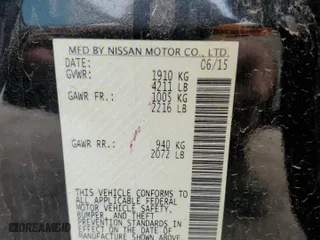 MFD BY NISSAN MOTOR CO., LTD.
DATE: 06/15
GVWR: 1910 KG
4211 LB
GAWR FR.: 1005 KG
2216 LB
GAWR RR.: 940 KG
2072 LB
THIS VEHICLE CONFORMS TO
ALL APPLICABLE FEDERAL
MOTOR VEHICLE SAFETY,
BUMPER, AND THEFT
PREVENTION STANDARDS
IN EFFECT ON THE DATE OF
MANUFACTURE SHOWN ABOVE